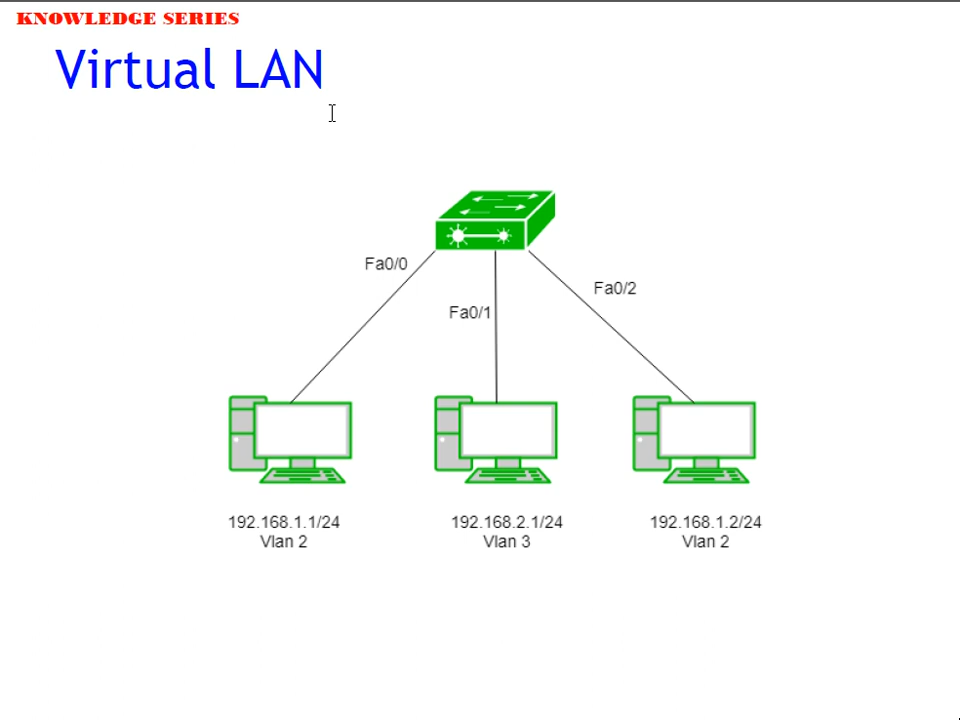 KNOWLEDGE SERIES
Virtual LAN
Fa0/0
Fa0/2
Fa0/1
192.168.1.1/24
Vlan 2
192.168.2.1/24
Vlan 3
192.168.1.2/24
Vlan 2